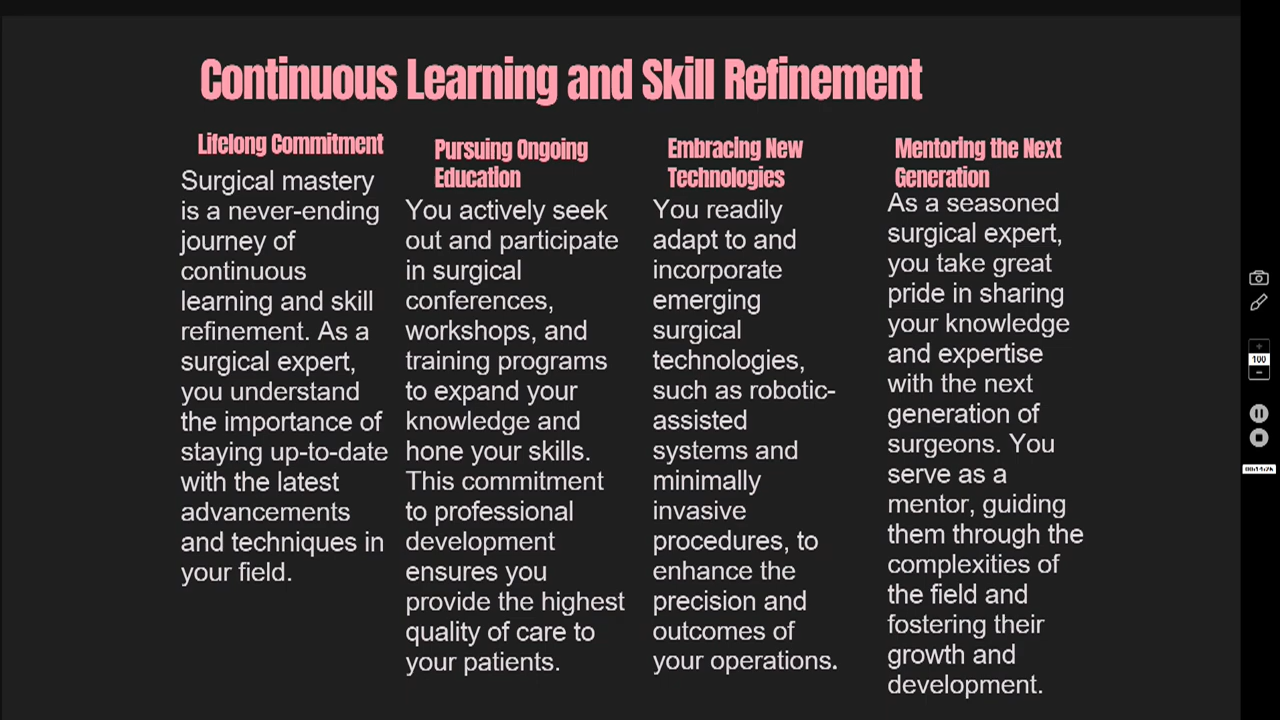 Continuous Learning and Skill Refinement
Lifelong Commitment
Surgical mastery
is a never-ending
journey of
continuous
learning and skill
refinement. As a
surgical expert,
you understand
the importance of
staying up-to-date
with the latest
advancements
and techniques in
your field.
Pursuing Ongoing
Education
You actively seek
out and participate
in surgical
conferences,
workshops, and
training programs
to expand your
knowledge and
hone your skills.
This commitment
to professional
development
ensures you
provide the highest
quality of care to
your patients.
Embracing New
Technologies
You readily
adapt to and
incorporate
emerging
surgical
technologies,
such as robotic-
assisted
systems and
minimally
invasive
procedures, to
enhance the
precision and
outcomes of
your operations.
Mentoring the Next
Generation
As a seasoned
surgical expert,
you take great
pride in sharing
your knowledge
and expertise
with the next
generation of
surgeons. You
serve as a
mentor, guiding
them through the
complexities of
the field and
fostering their
growth and
development.
100